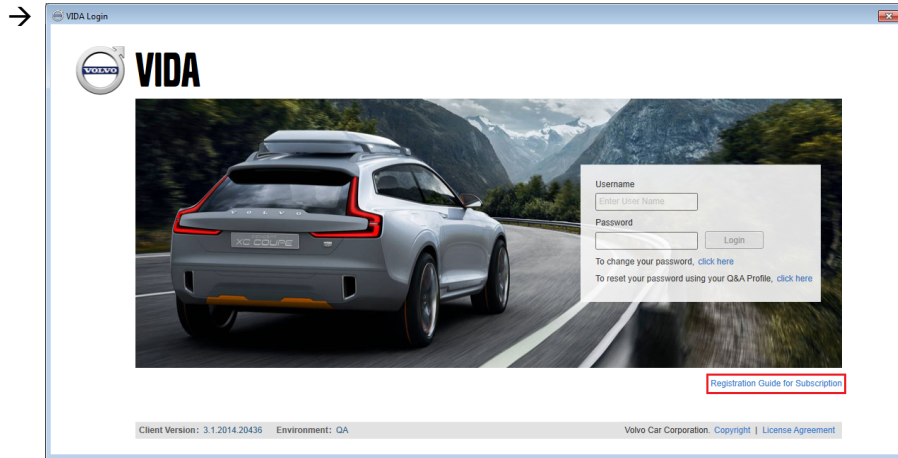 →
VIDA Login
VOLVO
VIDA
VOLVO
XC COUPE
Username
Enter User Name
Password
Login
To change your password, click here
To reset your password using your Q&A Profile, click here
Registration Guide for Subscription
Client Version: 3.1.2014.20436 Environment: QA
Volvo Car Corporation. Copyright | License Agreement